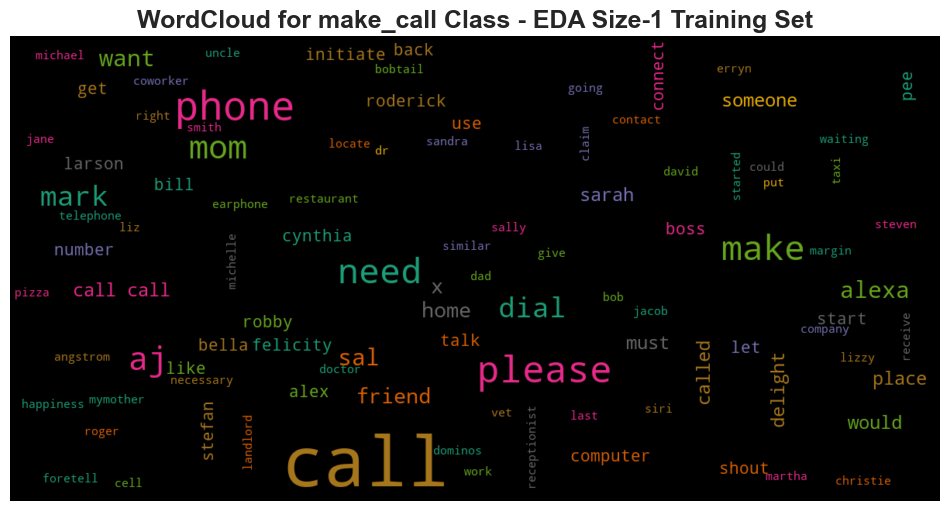 WordCloud for make_call Class - EDA Size-1 Training Set
michael
want
uncle
initiate
back
bobtail
coworker
get
phone
right
smith
roderick
use
going
connect
erryn
someone
pee
contact
jane
larson
mom
locate
dr
sandra
lisa
claim
waiting
could
put
taxi
started
david
mark
bill
telephone
earphone
restaurant
sarah
liz
number
michelle
cynthia
similar
sally
give
boss
make
steven
margin
pizza
call call
need
x
dad
home
dial
bob
jacob
alexa
start
company
receive
robby
bella
felicity
talk
must
let
called
lizzy
angstrom
aj
like
necessary
sal
doctor
alex
friend
please
delight
place
happiness
mymother
roger
stefan
landlord
vet
last
siri
receptionist
would
call
dominos
work
computer
shout
martha
christie
foretell
cell